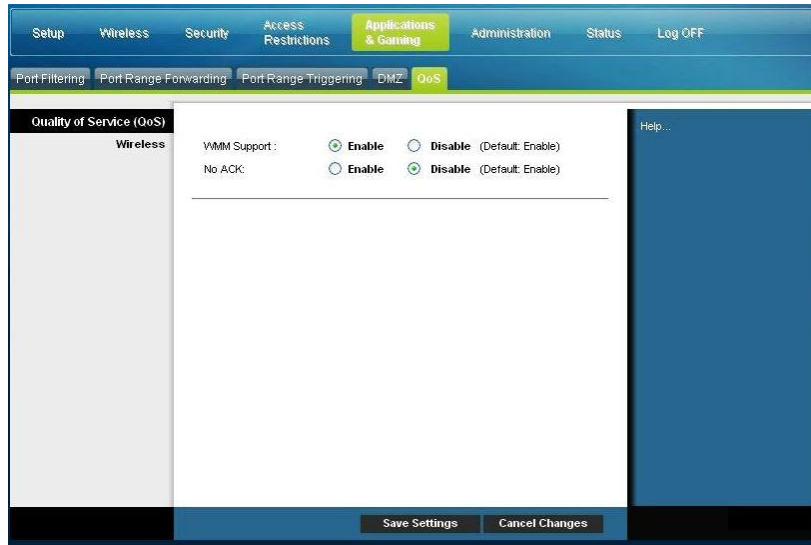 Setup Wireless Security Access Restrictions Applications & Gaming Administration Status Log OFF
Port Filtering Port Range Forwarding Port Range Triggering DMZ QoS
Quality of Service (QoS)
Wireless
WMM Support : Enable Disable (Default: Enable)
No ACK: Enable Disable (Default: Enable)
Help...
Save Settings Cancel Changes